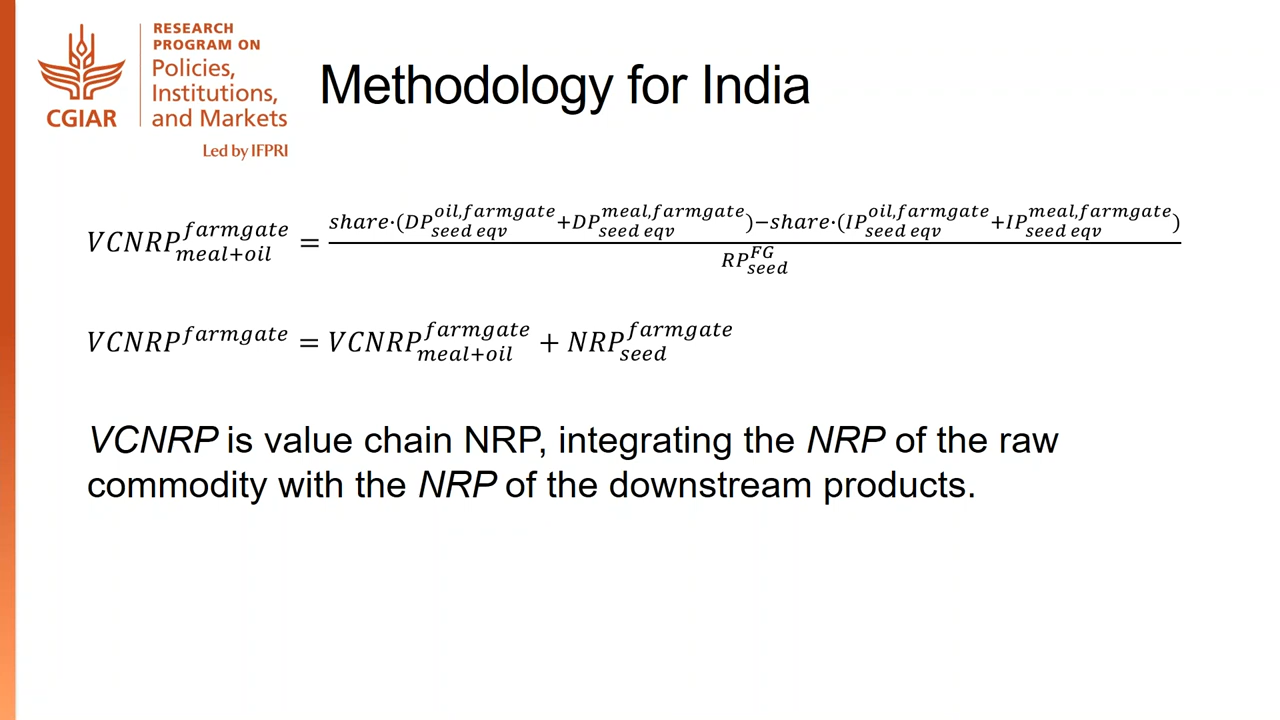 RESEARCH
PROGRAM ON
Policies,
Institutions,
and Markets
CGIAR
Led by IFPRI
Methodology for India
VCNRP^{farmgate}_{meal+oil} = \frac{share·(DP^{oil,farmgate}_{seed eqv}+DP^{meal,farmgate}_{seed eqv})−share·(IP^{oil,farmgate}_{seed eqv}+IP^{meal,farmgate}_{seed eqv})}{RP^{FG}_{seed}}
VCNRP^{farmgate} = VCNRP^{farmgate}_{meal+oil} + NRP^{farmgate}_{seed}
VCNRP is value chain NRP, integrating the NRP of the raw
commodity with the NRP of the downstream products.